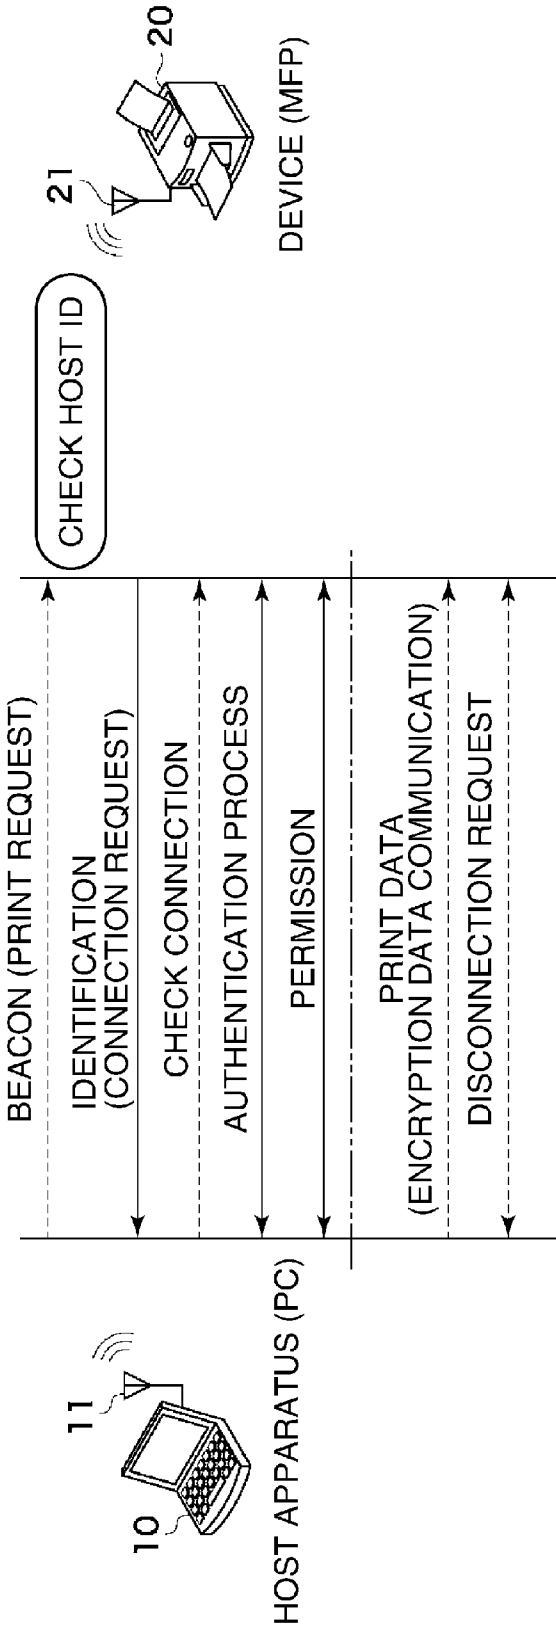 10
11
HOST APPARATUS (PC)
BEACON (PRINT REQUEST)
IDENTIFICATION
(CONNECTION REQUEST)
CHECK CONNECTION
AUTHENTICATION PROCESS
PERMISSION
PRINT DATA
(ENCRYPTION DATA COMMUNICATION)
DISCONNECTION REQUEST
CHECK HOST ID
21
20
DEVICE (MFP)